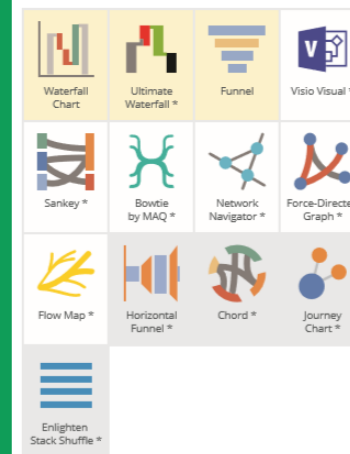 Waterfall
Chart
Ultimate
Waterfall *
Funnel
V
Visio Visual *
Sankey *
Bowtie
by MAQ *
Network
Navigator *
Force-Directe
Graph *
Flow Map *
Horizontal
Funnel *
Chord *
Journey
Chart *
Enlighten
Stack Shuffle *